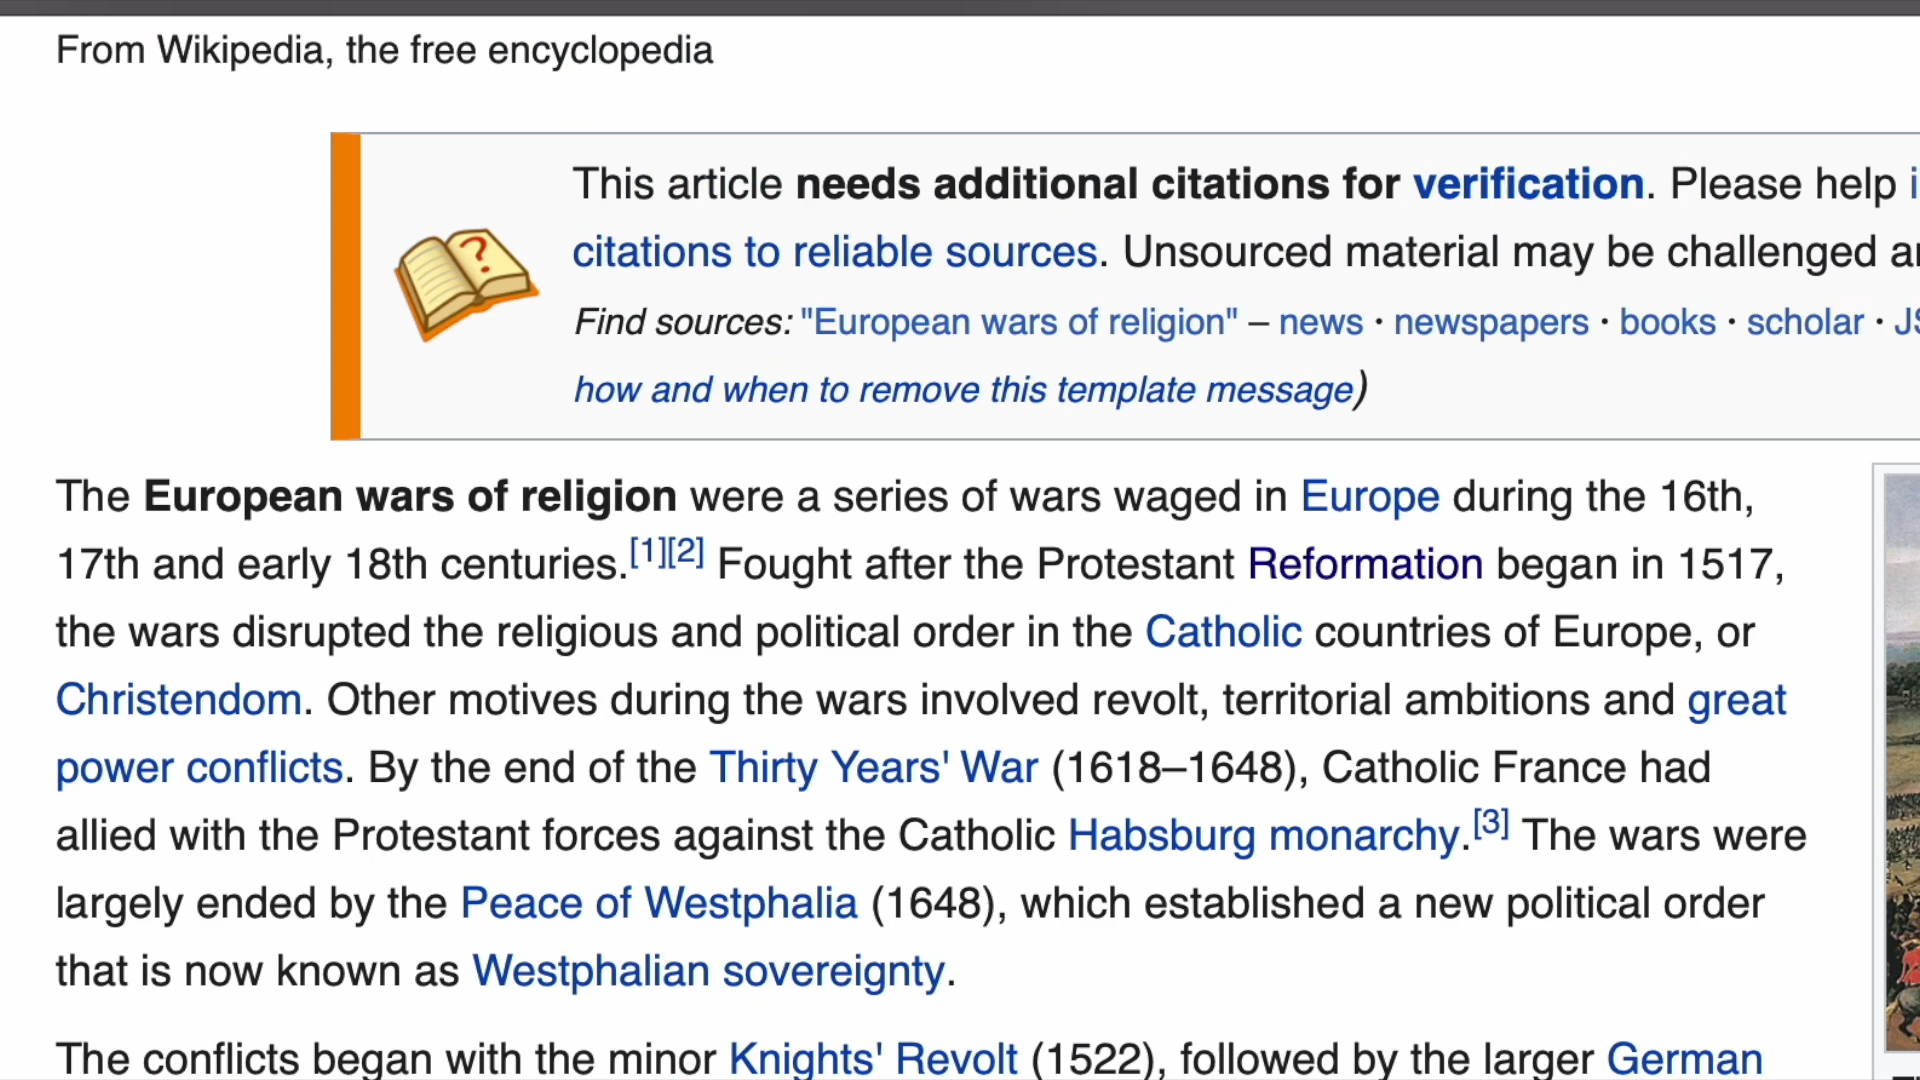 From Wikipedia, the free encyclopedia
This article needs additional citations for verification. Please help
citations to reliable sources. Unsourced material may be challenged
Find sources: "European wars of religion" – news · newspapers · books · scholar ·
how and when to remove this template message)
The European wars of religion were a series of wars waged in Europe during the 16th,
17th and early 18th centuries.[1][2] Fought after the Protestant Reformation began in 1517,
the wars disrupted the religious and political order in the Catholic countries of Europe, or
Christendom. Other motives during the wars involved revolt, territorial ambitions and great
power conflicts. By the end of the Thirty Years' War (1618–1648), Catholic France had
allied with the Protestant forces against the Catholic Habsburg monarchy.[3] The wars were
largely ended by the Peace of Westphalia (1648), which established a new political order
that is now known as Westphalian sovereignty.
The conflicts began with the minor Knights' Revolt (1522), followed by the larger German